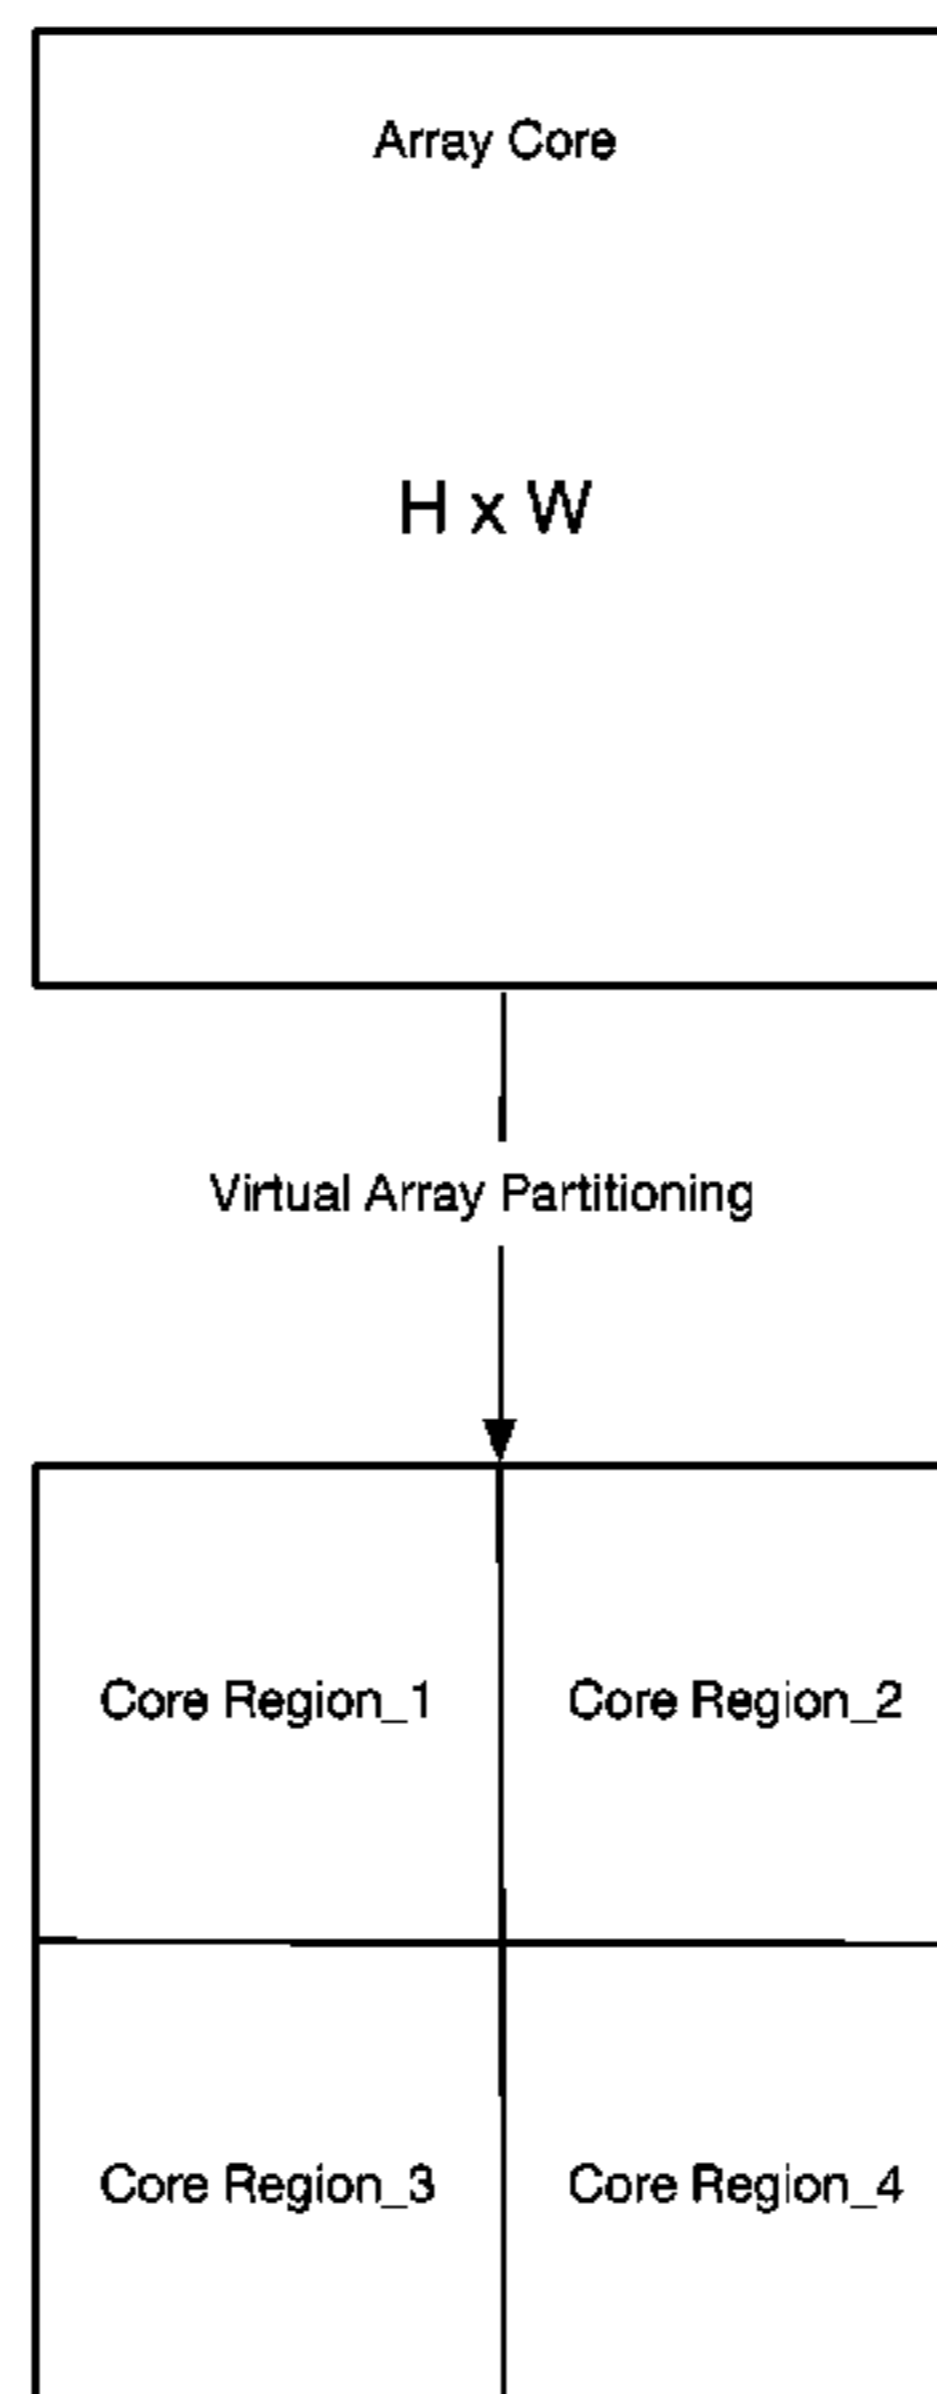 Array Core
H x W
Virtual Array Partitioning
Core Region_1
Core Region_2
Core Region_3
Core Region_4